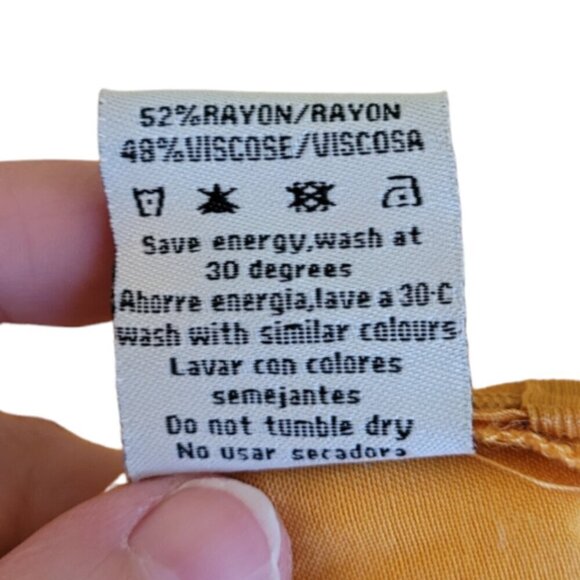 52%RAYON/RAYON
48%VISCOSE/VISCOSA
Save energy,wash at
30 degrees
Ahorre energia,lave a 30·C
wash with similar colours
Lavar con colores
semejantes
Do not tumble dry
No usar secadora